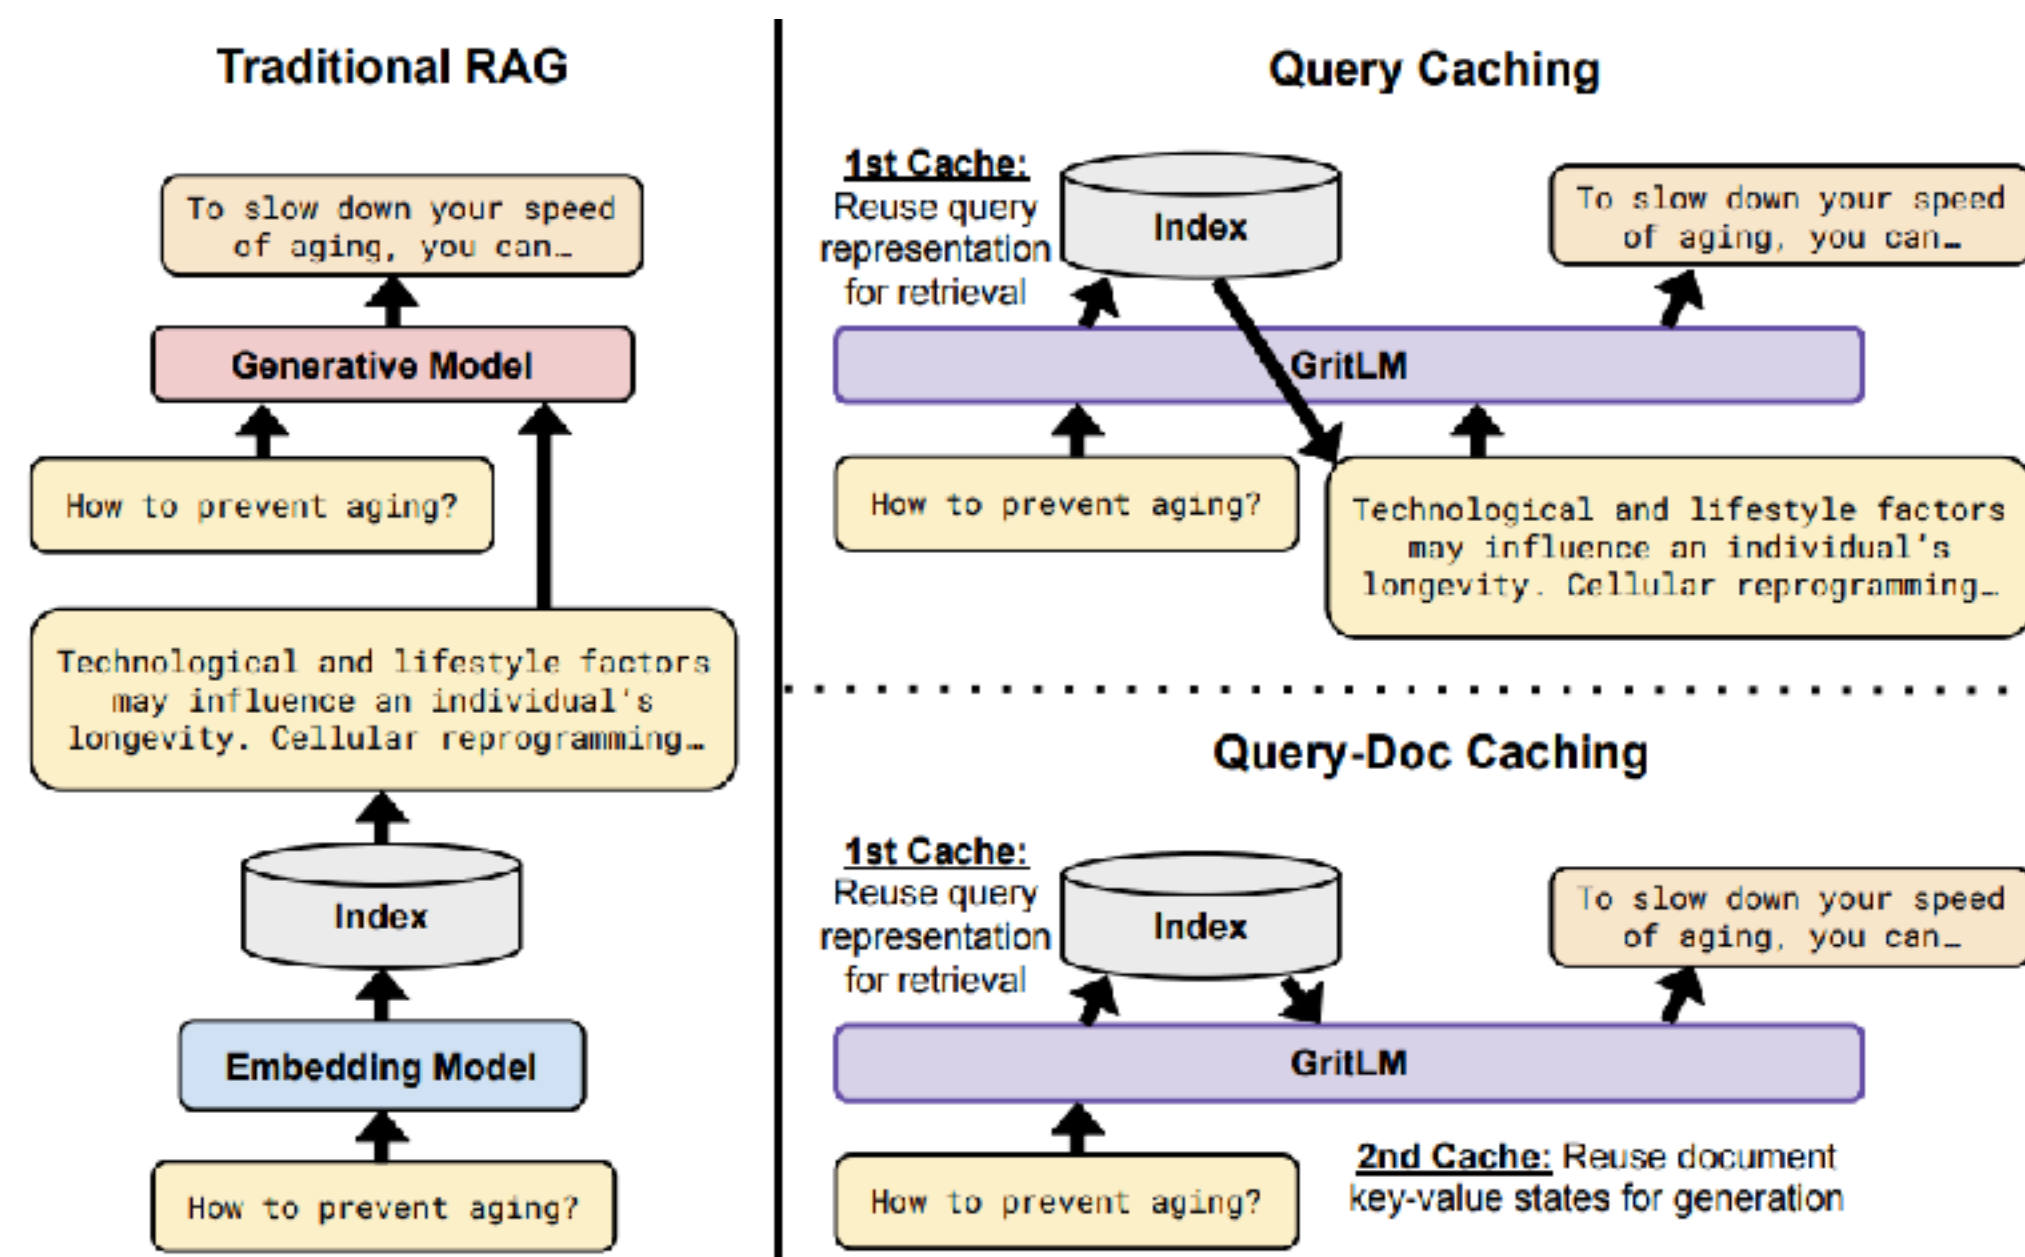 Traditional RAG
To slow down your speed
of aging, you can…
Generative Model
How to prevent aging?
Technological and lifestyle factors
may influence an individual's
longevity. Cellular reprogramming…
Index
Embedding Model
How to prevent aging?
Query Caching
1st Cache:
Reuse query
representation
for retrieval
Index
To slow down your speed
of aging, you can…
GritLM
How to prevent aging?
Technological and lifestyle factors
may influence an individual's
longevity. Cellular reprogramming…
Query-Doc Caching
1st Cache:
Reuse query
representation
for retrieval
Index
To slow down your speed
of aging, you can…
GritLM
How to prevent aging?
2nd Cache: Reuse document
key-value states for generation